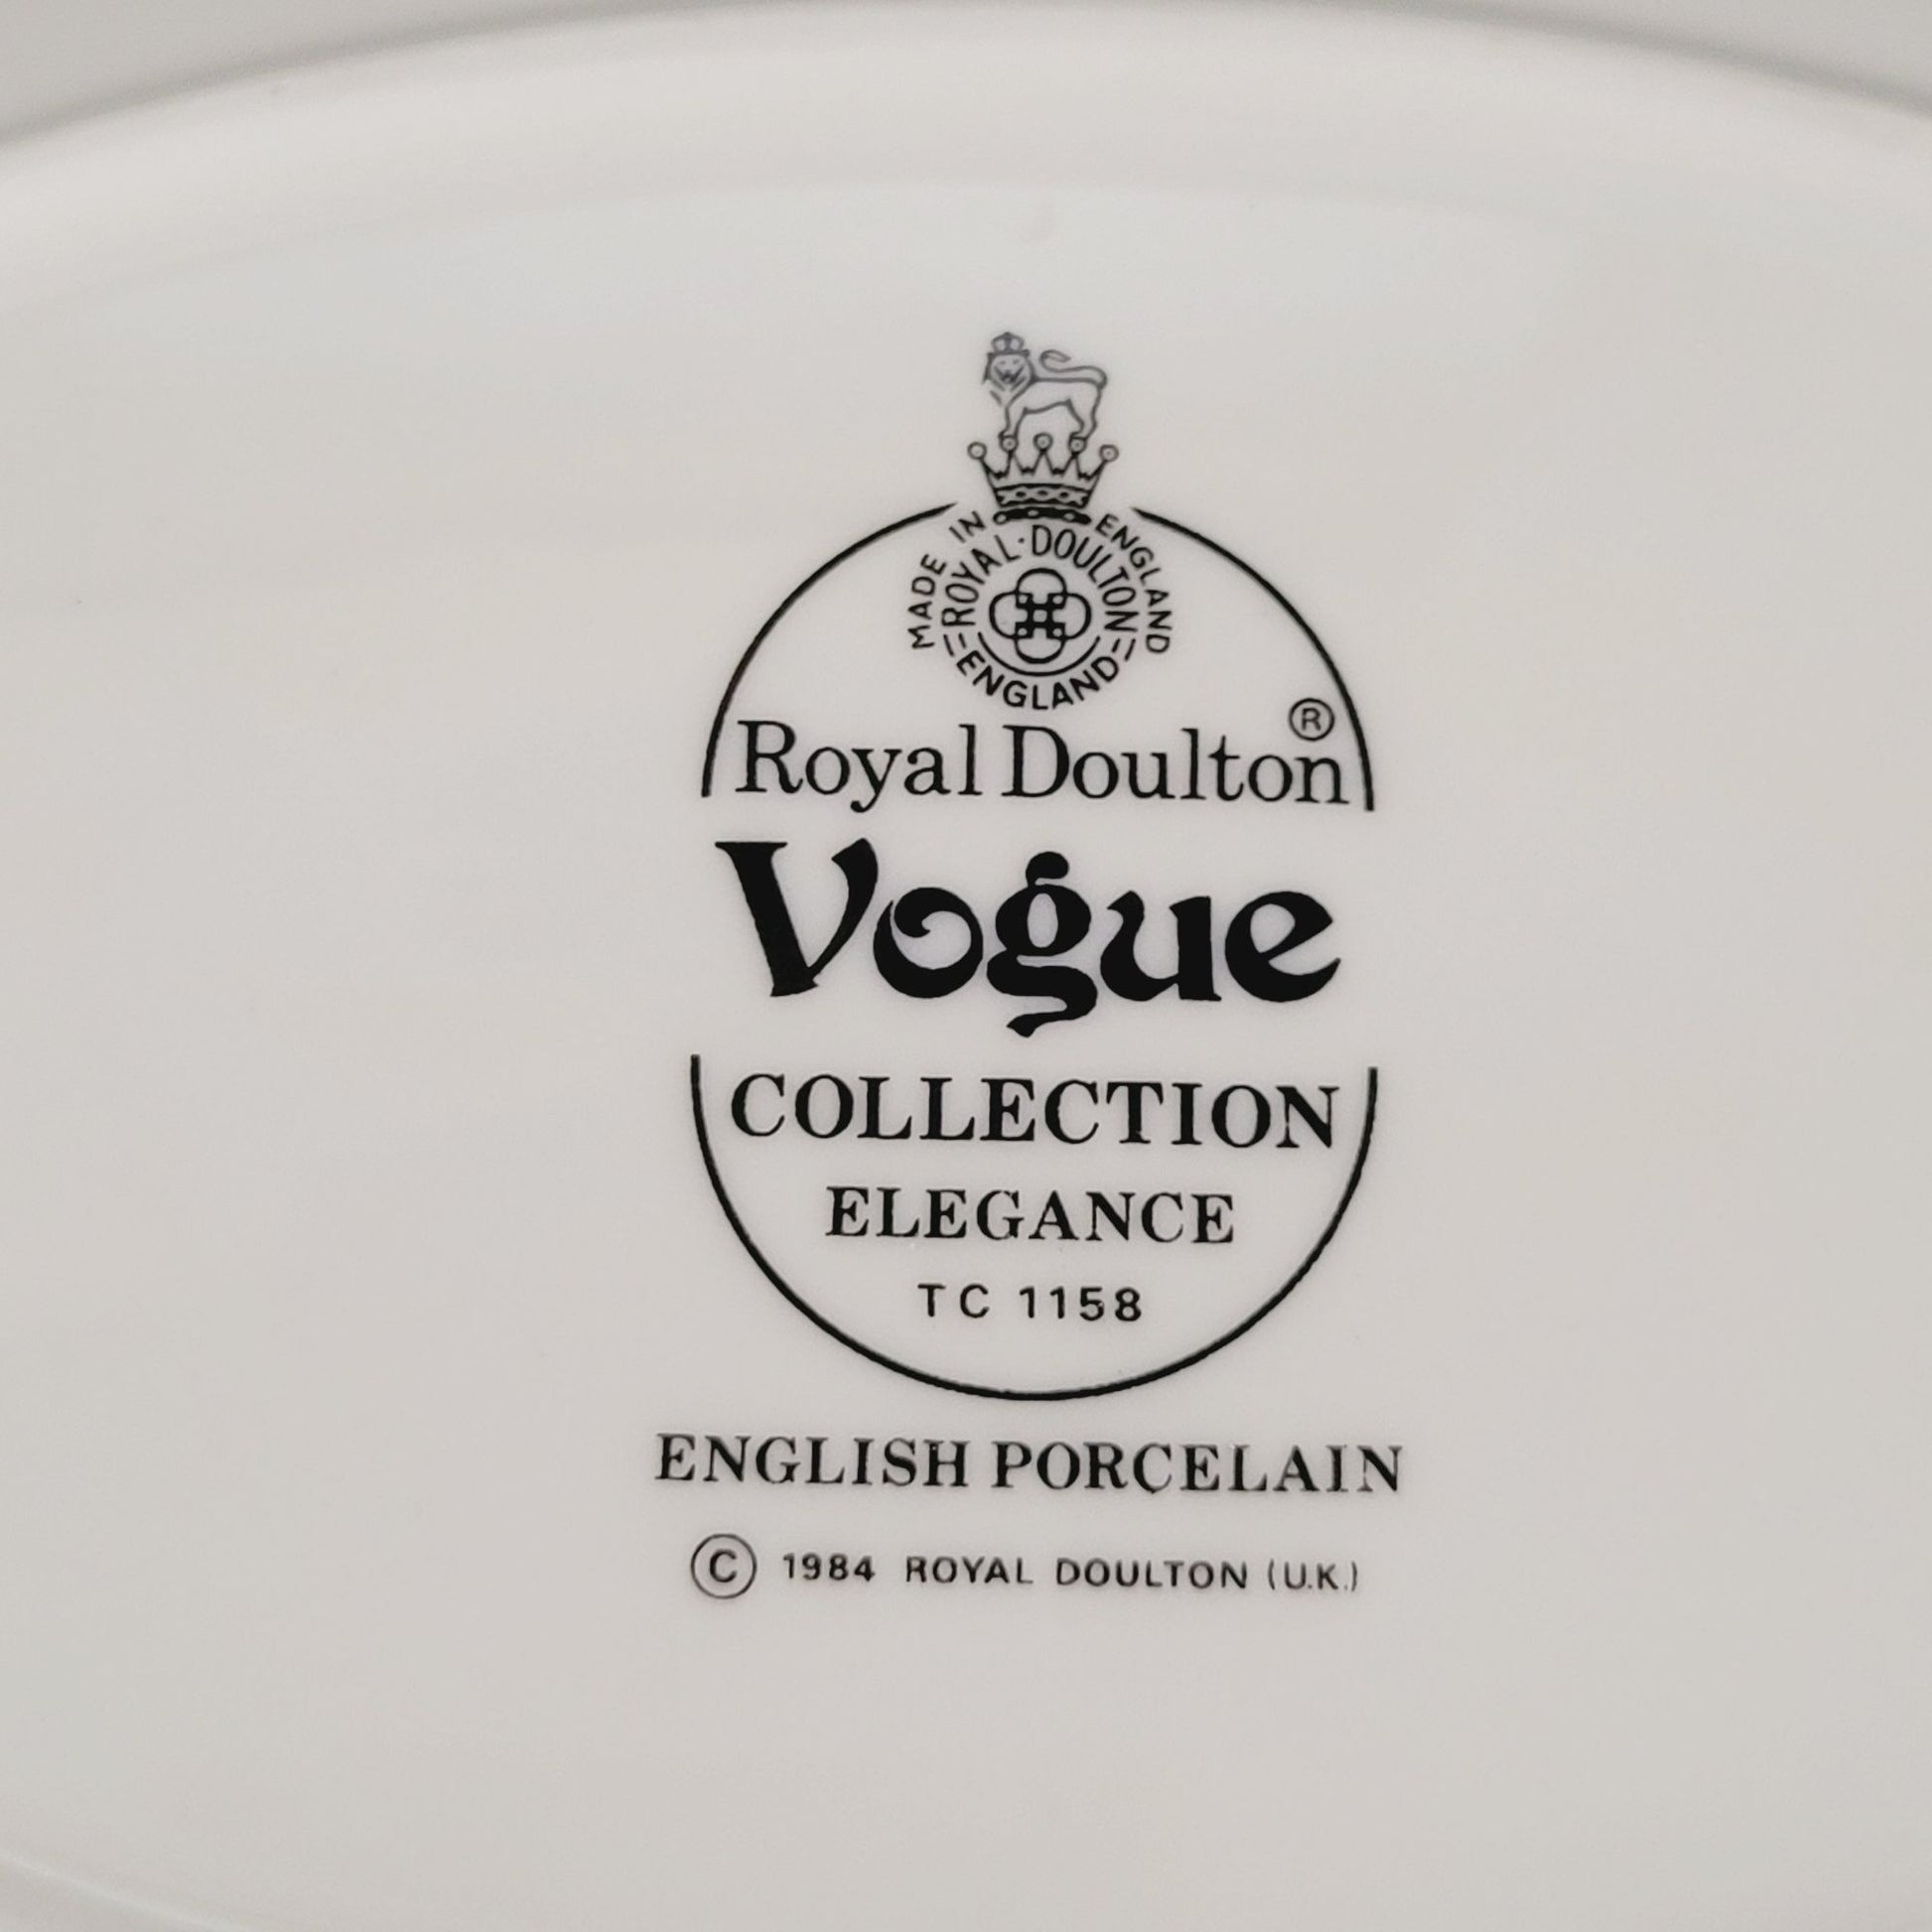 MADE IN ENGLAND
ROYAL·DOULTON
ENGLAND
Royal Doulton®
Vogue
COLLECTION
ELEGANCE
TC 1158
ENGLISH PORCELAIN
© 1984 ROYAL DOULTON (U.K.)